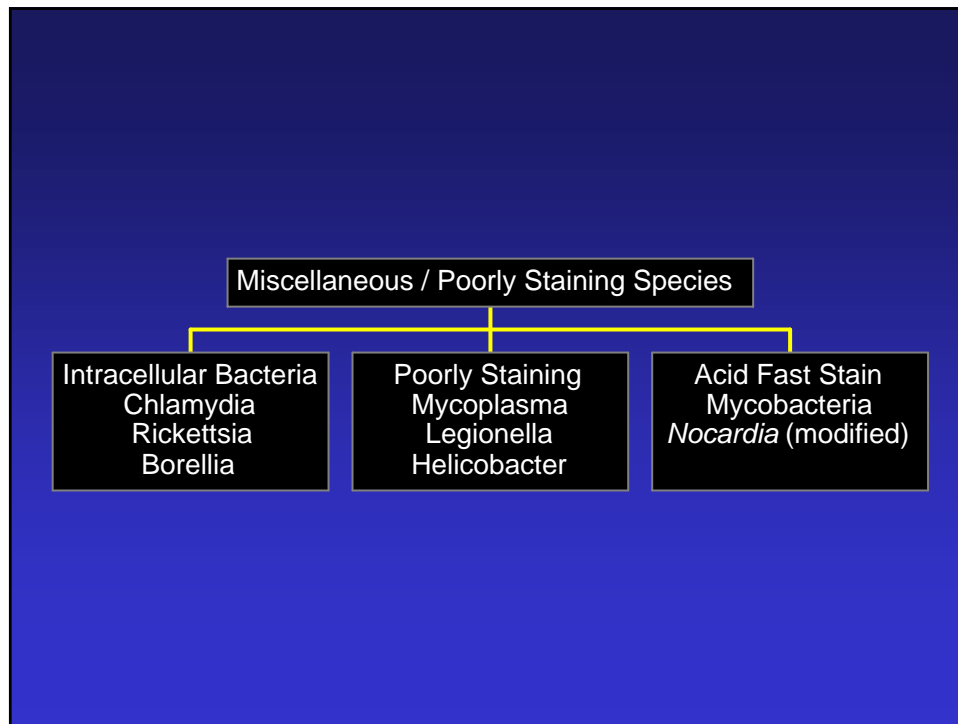 Miscellaneous / Poorly Staining Species
Intracellular Bacteria
Chlamydia
Rickettsia
Borellia
Poorly Staining
Mycoplasma
Legionella
Helicobacter
Acid Fast Stain
Mycobacteria
Nocardia (modified)